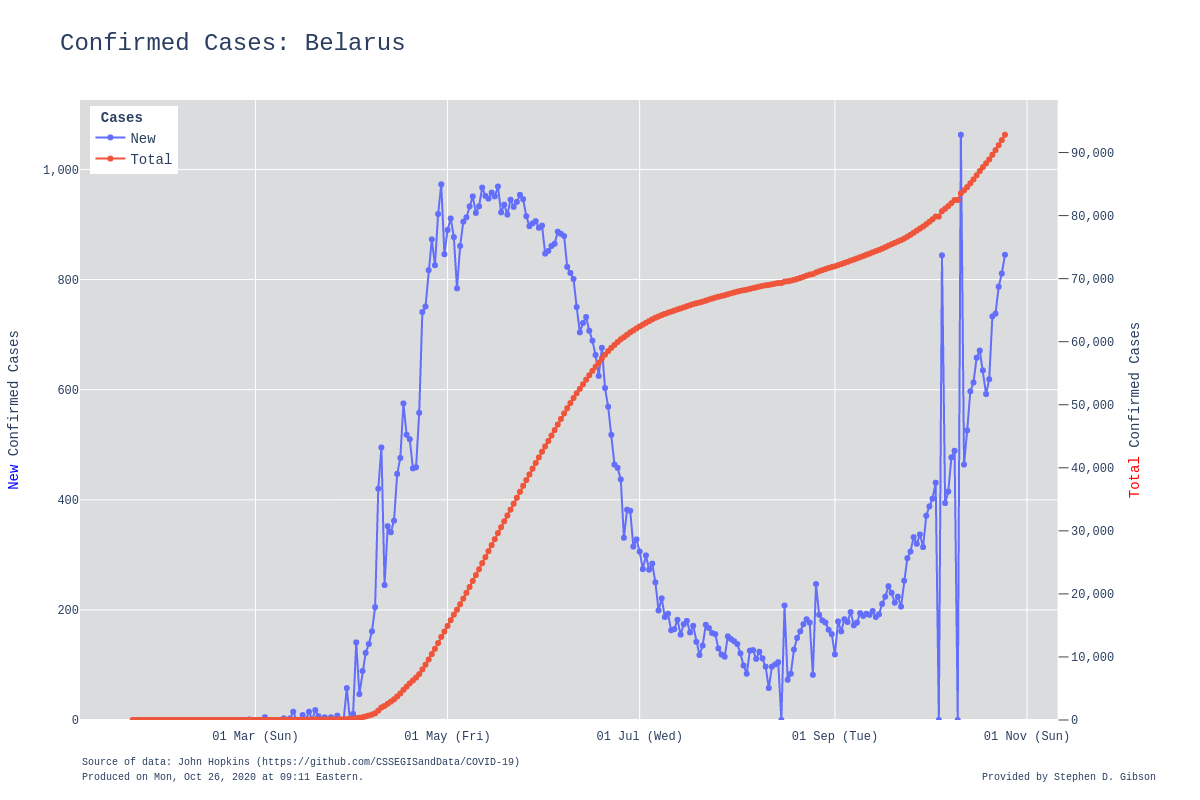 Confirmed Cases: Belarus
Cases
New
Total
1,000
800
600
400
200
0
New Confirmed Cases
90,000
80,000
70,000
60,000
50,000
40,000
30,000
20,000
10,000
0
Total Confirmed Cases
01 Mar (Sun)
01 May (Fri)
01 Jul (Wed)
01 Sep (Tue)
01 Nov (Sun)
Source of data: John Hopkins (https://github.com/CSSEGISandData/COVID-19)
Produced on Mon, Oct 26, 2020 at 09:11 Eastern.
Provided by Stephen D. Gibson